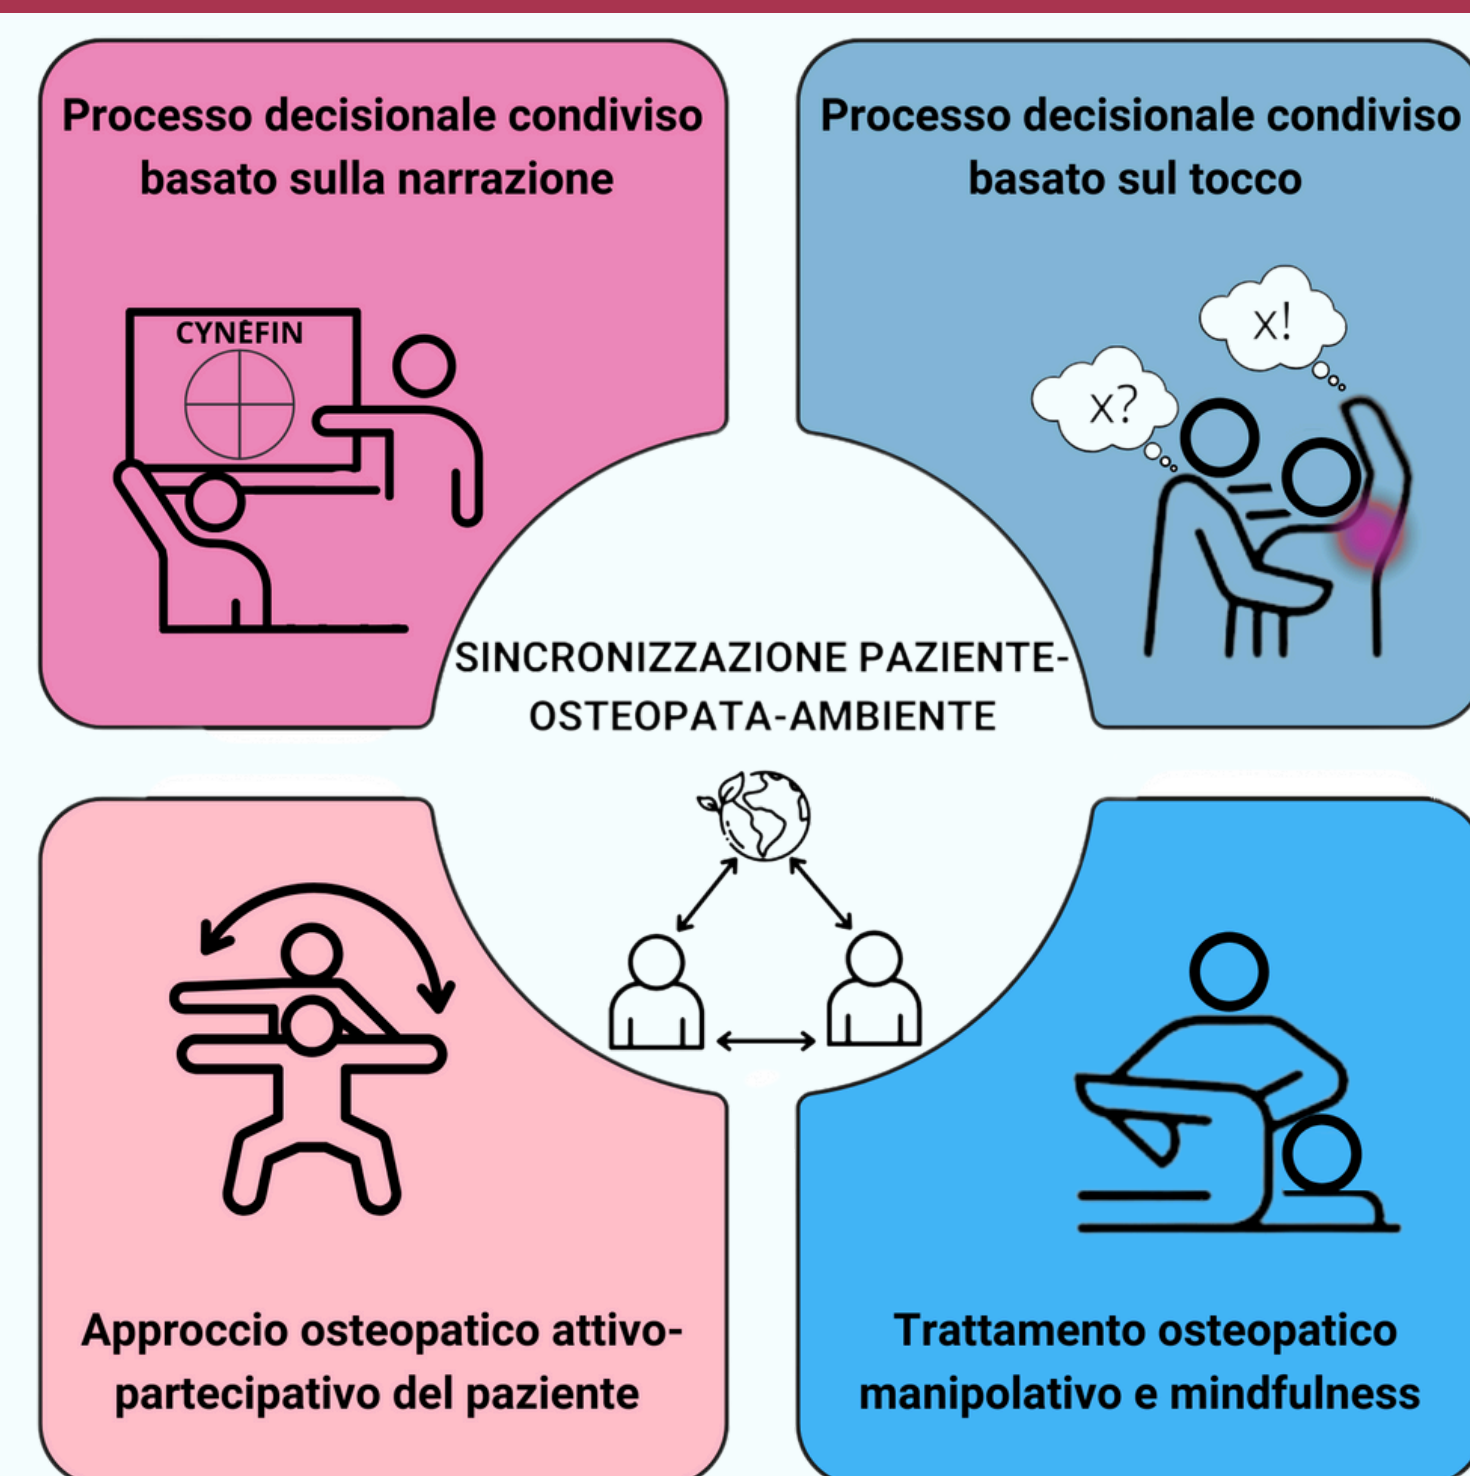 Processo decisionale condiviso
basato sulla narrazione
CYNĒFIN
Processo decisionale condiviso
basato sul tocco
x!
x?
SINCRONIZZAZIONE PAZIENTE-
OSTEOPATA-AMBIENTE
Approccio osteopatico attivo-
partecipativo del paziente
Trattamento osteopatico
manipolativo e mindfulness